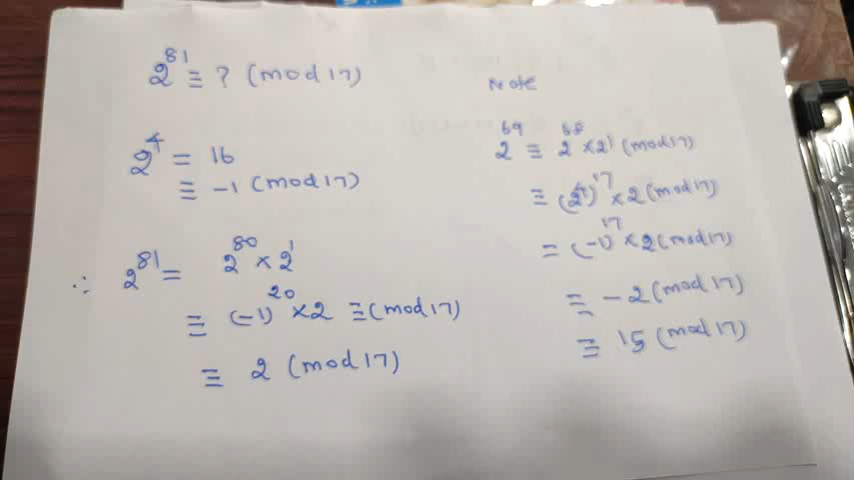 2^81 ≡ ? (mod 17)
2^4 = 16
≡ -1 (mod 17)
∴ 2^81 = 2^80 × 2^1
≡ (-1)^20 × 2 ≡ (mod 17)
≡ 2 (mod 17)
Note
2^69 ≡ 2^68 × 2^1 (mod 17)
≡ (2^4)^17 × 2 (mod 17)
≡ (-1)^17 × 2 (mod 17)
≡ -2 (mod 17)
≡ 15 (mod 17)